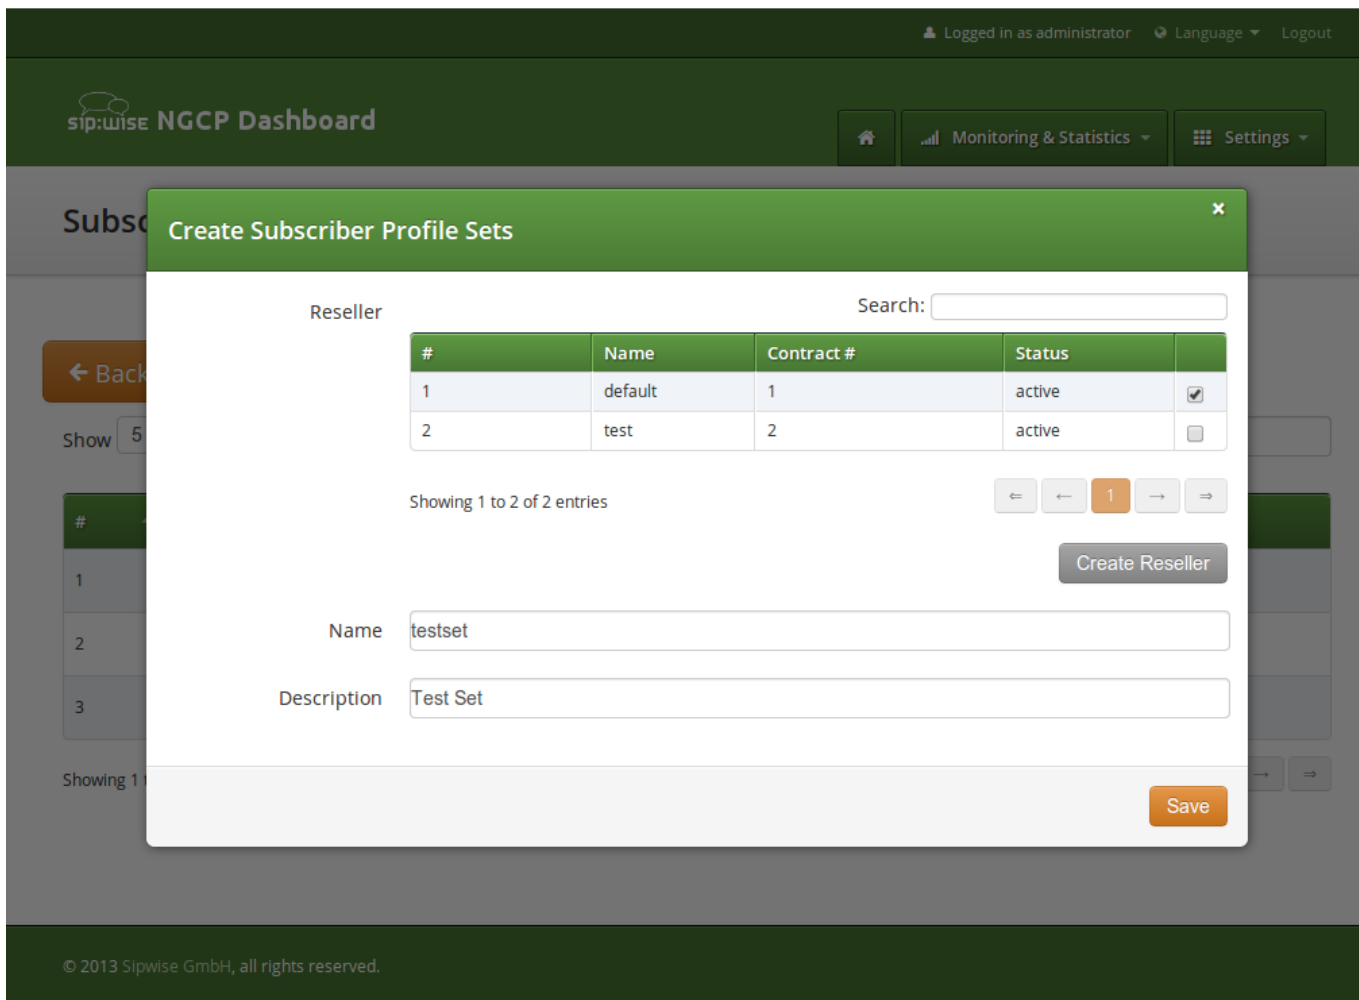 Logged in as administrator Language Logout
sip:wise NGCP Dashboard
Monitoring & Statistics Settings
Subsc
Create Subscriber Profile Sets ×
Reseller Search:
# Name Contract # Status
← Back
1 default 1 active
Show 5
2 test 2 active
Showing 1 to 2 of 2 entries ⇐ ← 1 → ⇒
#
Create Reseller
1
Name testset
2
Description Test Set
3
Showing 1 → ⇒
Save
© 2013 Sipwise GmbH, all rights reserved.